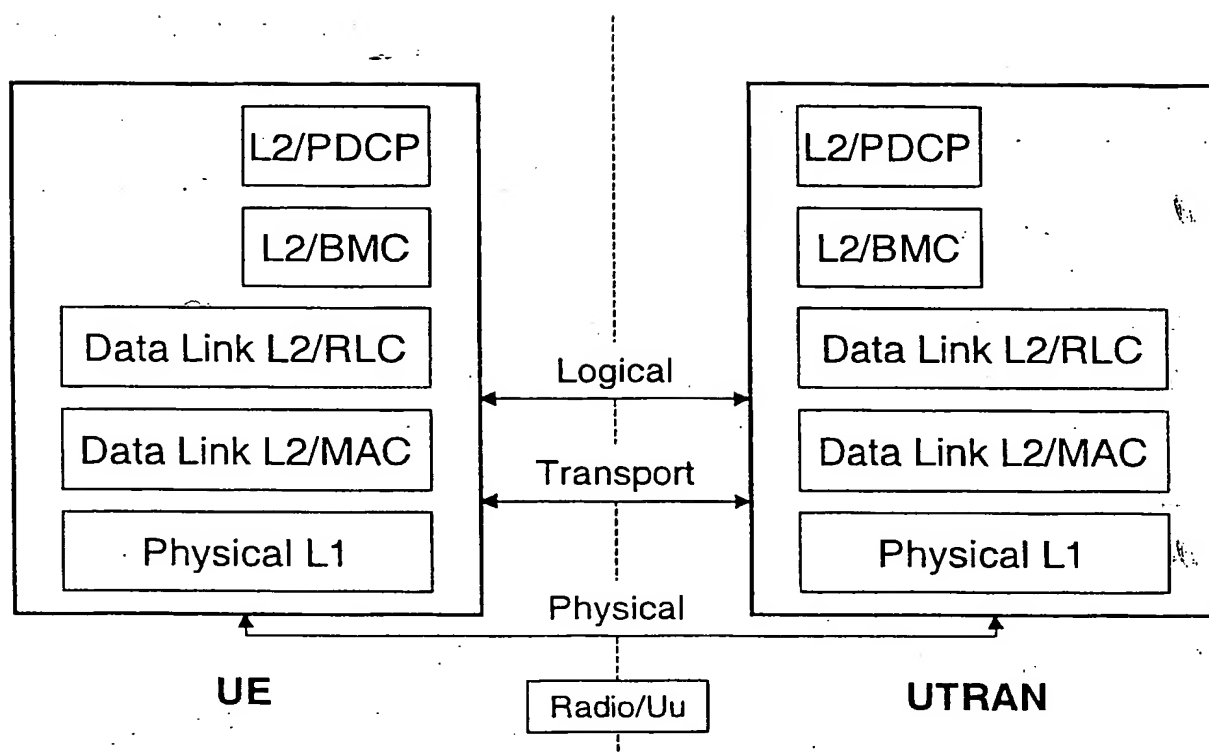 L2/PDCP
L2/BMC
Data Link L2/RLC
Data Link L2/MAC
Physical L1
UE
Logical
Transport
Physical
Radio/Uu
L2/PDCP
L2/BMC
Data Link L2/RLC
Data Link L2/MAC
Physical L1
UTRAN